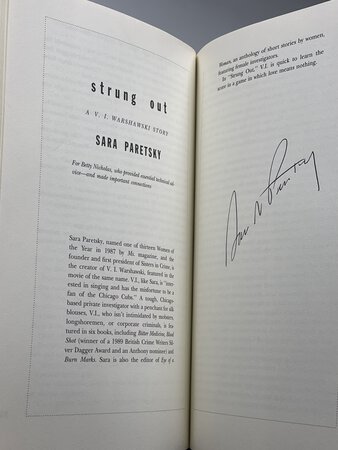 strung out
A V. I. WARSHAWSKI STORY
SARA PARETSKY
For Betty Nicholas, who provided essential technical ad-
vice—and made important connections
Sara Paretsky, named one of thirteen Women of
the Year in 1987 by Ms. magazine, and the
founder and first president of Sisters in Crime, is
the creator of V. I. Warshawski, featured in the
movie of the same name. V.I., like Sara, is "inter-
ested in singing and has the misfortune to be a
fan of the Chicago Cubs." A tough, Chicago-
based private investigator with a penchant for silk
blouses, V.I., who isn't intimidated by mobsters,
longshoremen, or corporate criminals, is fea-
tured in six books, including Bitter Medicine, Blood
Shot (winner of a 1989 British Crime Writers Sil-
ver Dagger Award and an Anthony nominee) and
Burn Marks. Sara is also the editor of Eye of a
Woman, an anthology of short stories by women,
featuring female investigators.
In "Strung Out," V.I. is quick to learn the
score in a game in which love means nothing.